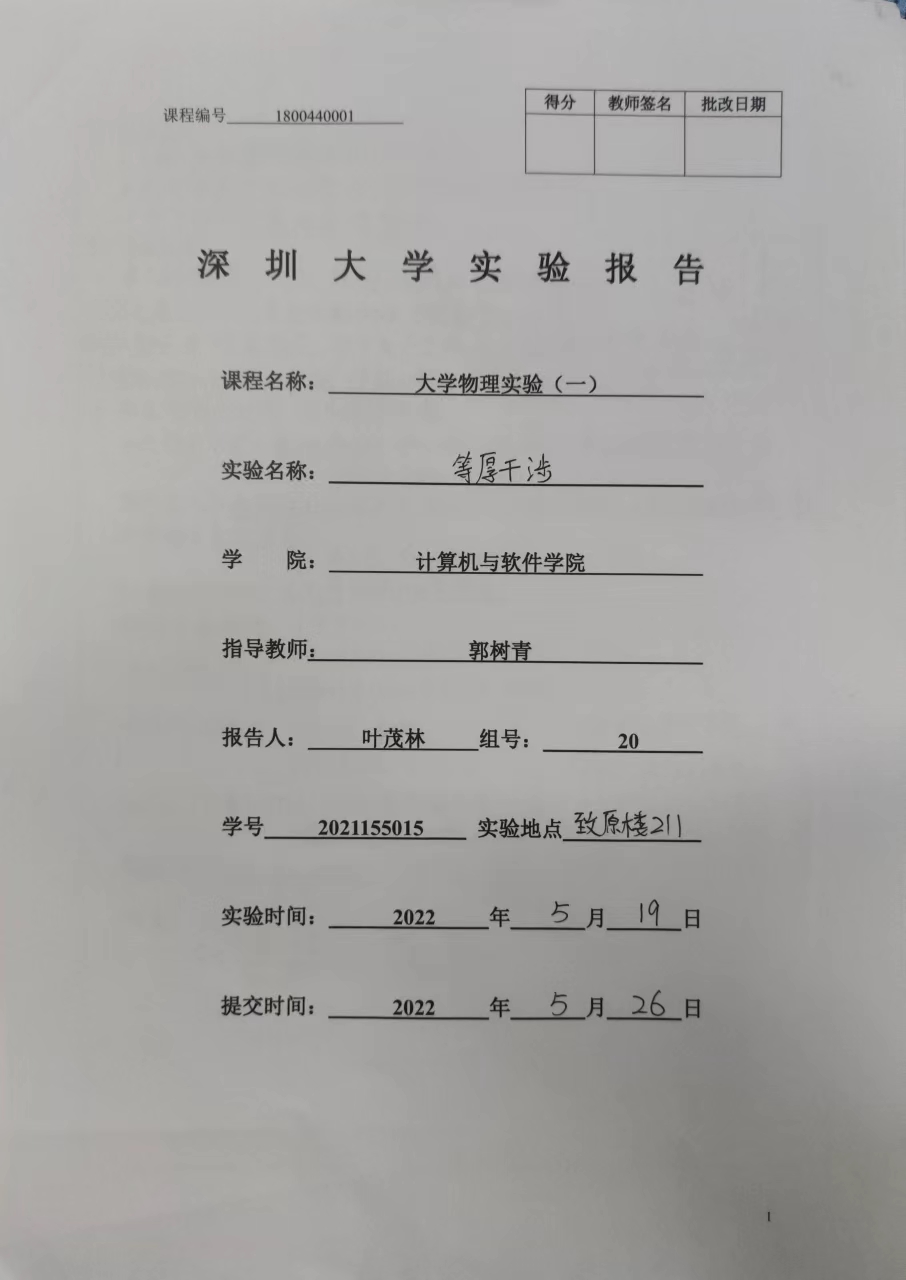 课程编号 1800440001
得分 教师签名 批改日期
深圳大学实验报告
课程名称： 大学物理实验（一）
实验名称： 等厚干涉
学 院： 计算机与软件学院
指导教师： 郭树青
报告人： 叶茂林 组号： 20
学号 2021155015 实验地点 致原楼211
实验时间： 2022 年 5 月 19 日
提交时间： 2022 年 5 月 26 日
1